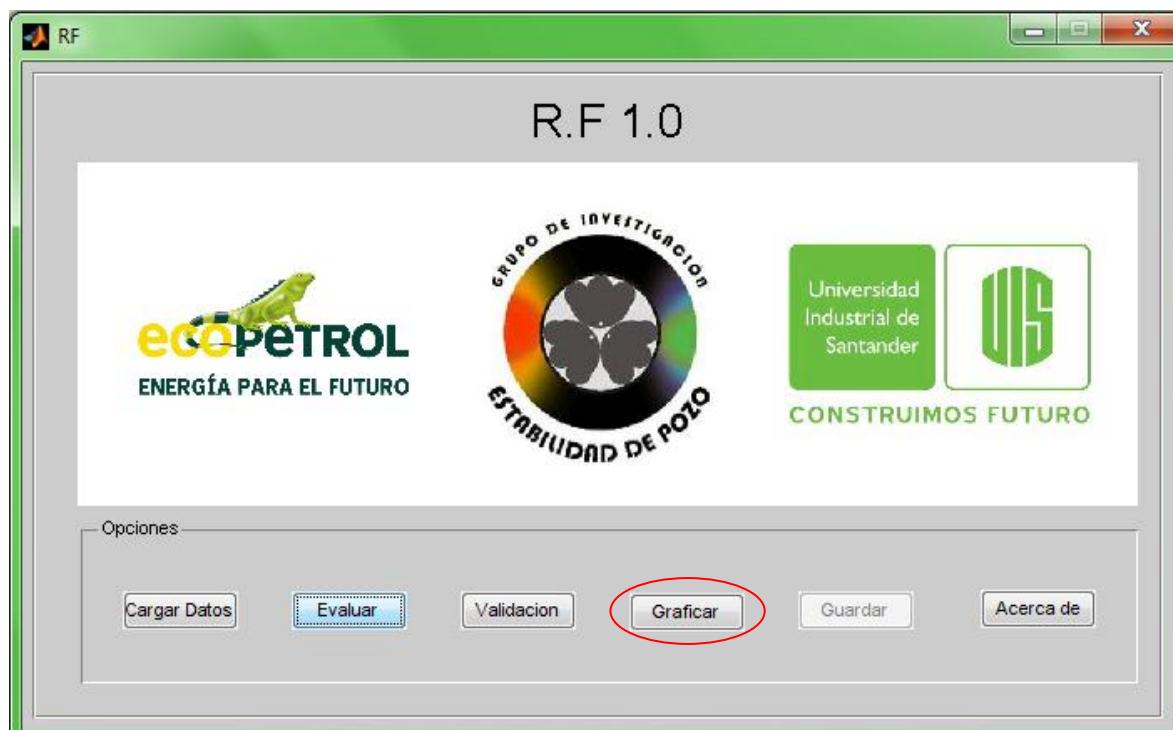 RF
R.F 1.0
ecoPeTROL
ENERGÍA PARA EL FUTURO
GRUPO DE INVESTIGACIÓN
ESTABILIDAD DE POZO
Universidad
Industrial de
Santander
UIS
CONSTRUIMOS FUTURO
Opciones
Cargar Datos
Evaluar
Validacion
Graficar
Guardar
Acerca de